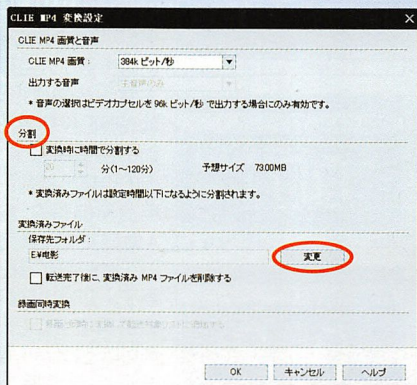 CLIE MP4 変換設定
CLIE MP4 画質と音声
CLIE MP4 画質 : 384k ビット/秒
出力する音声 主音声のみ
* 音声の選択はビデオカプセルを 96k ビット/秒 で出力する場合にのみ有効です。
分割
変換時に時間で分割する
20 分(1～120分) 予想サイズ 73.00MB
* 変換済みファイルは設定時間以下になるように分割されます。
変換済みファイル
保存先フォルダ :
E:¥电影 変更
転送完了後に、変換済み MP4 ファイルを削除する
録画同時変換
OK キャンセル ヘルプ